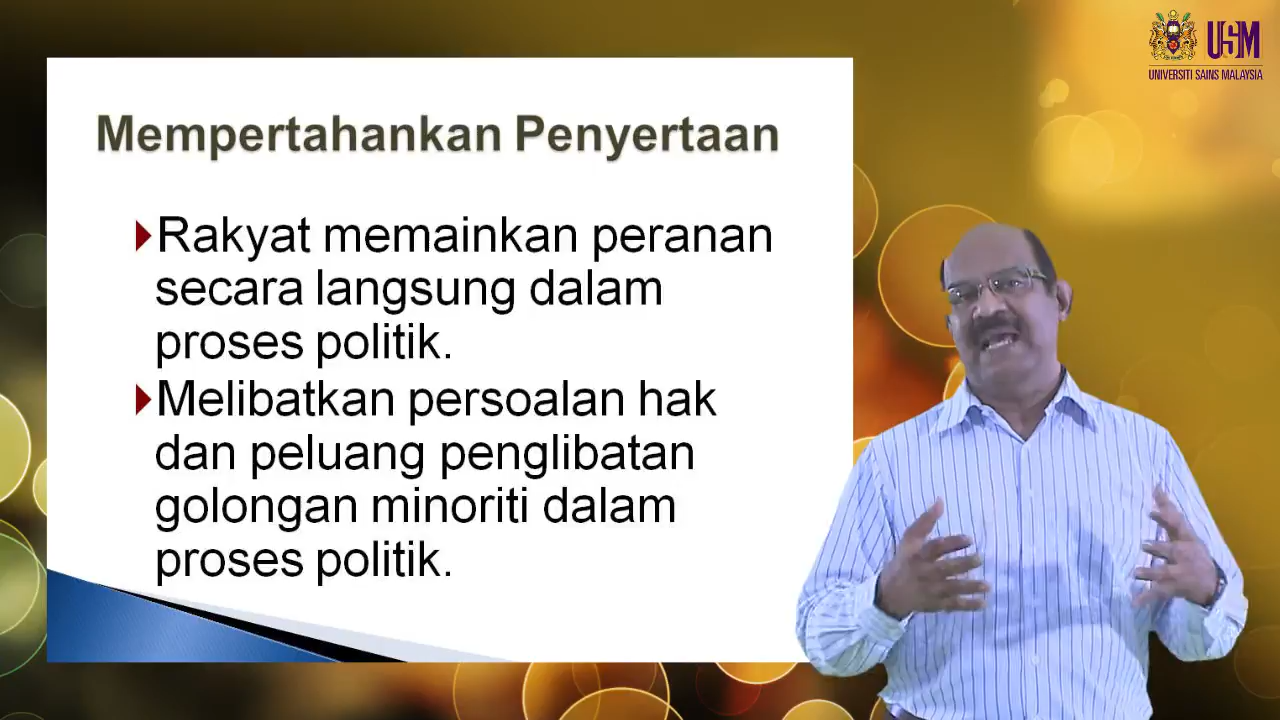 USM
UNIVERSITI SAINS MALAYSIA
Mempertahankan Penyertaan
Rakyat memainkan peranan
secara langsung dalam
proses politik.
Melibatkan persoalan hak
dan peluang penglibatan
golongan minoriti dalam
proses politik.